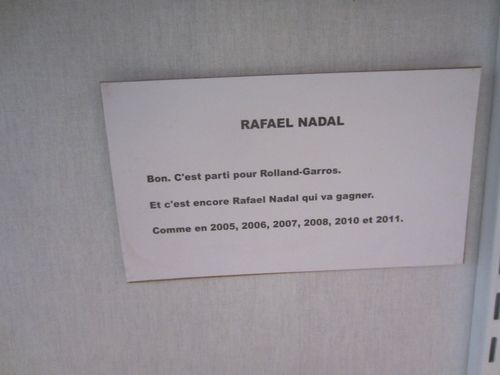 RAFAEL NADAL
Bon. C'est parti pour Rolland-Garros.
Et c'est encore Rafael Nadal qui va gagner.
Comme en 2005, 2006, 2007, 2008, 2010 et 2011.